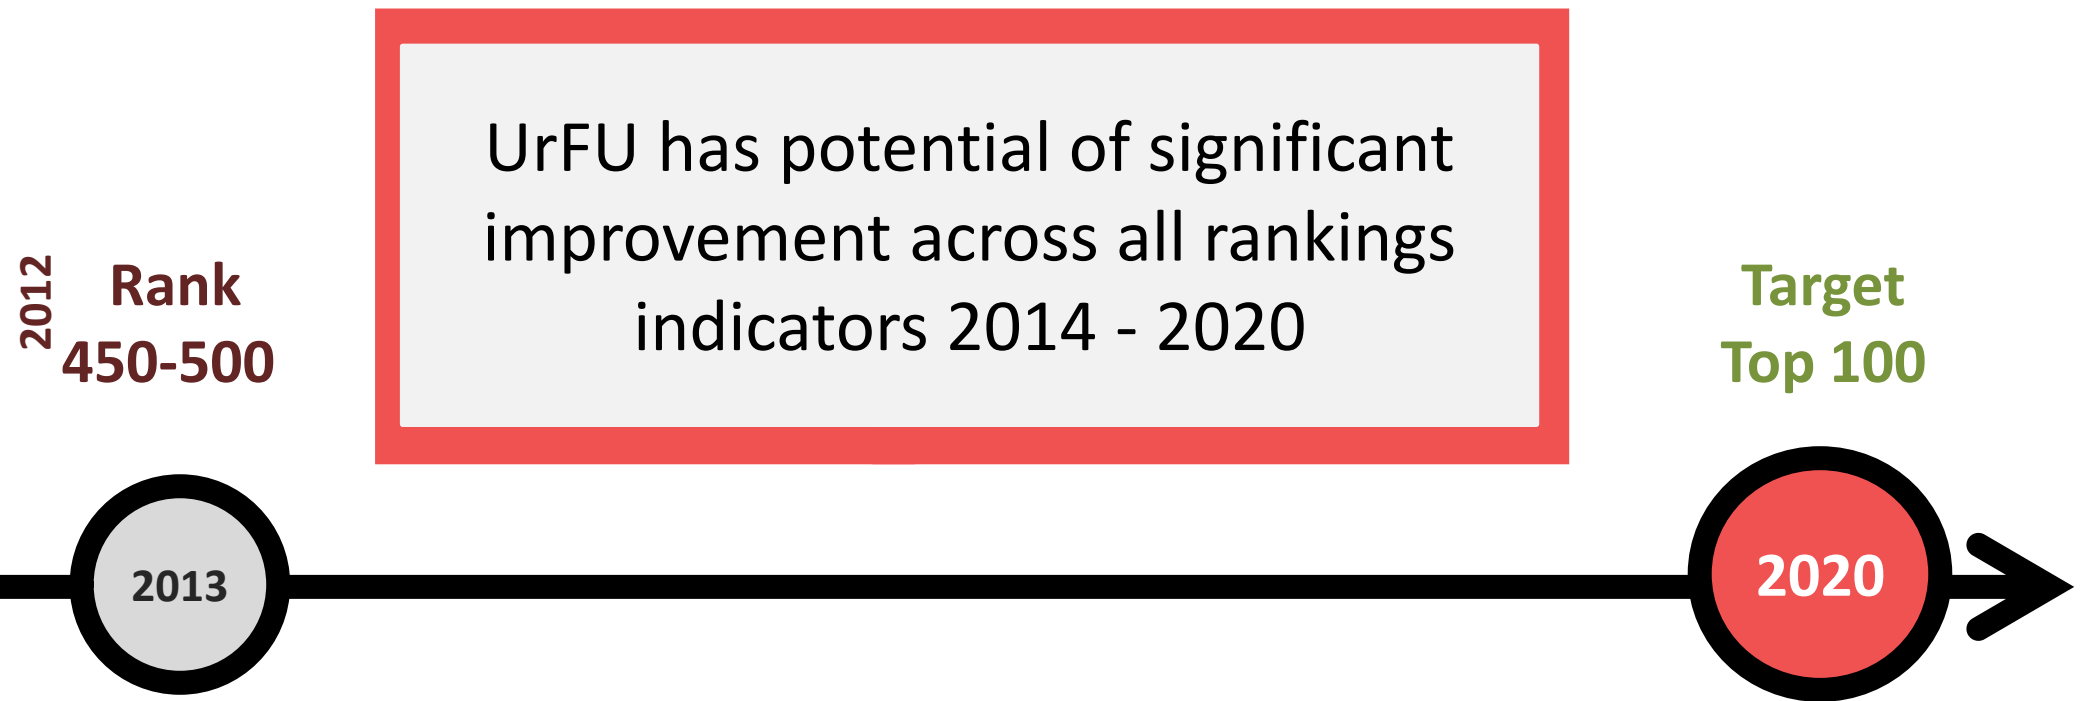 UrFU has potential of significant
improvement across all rankings
indicators 2014 - 2020
2012
Rank
450-500
Target
Top 100
2013
2020